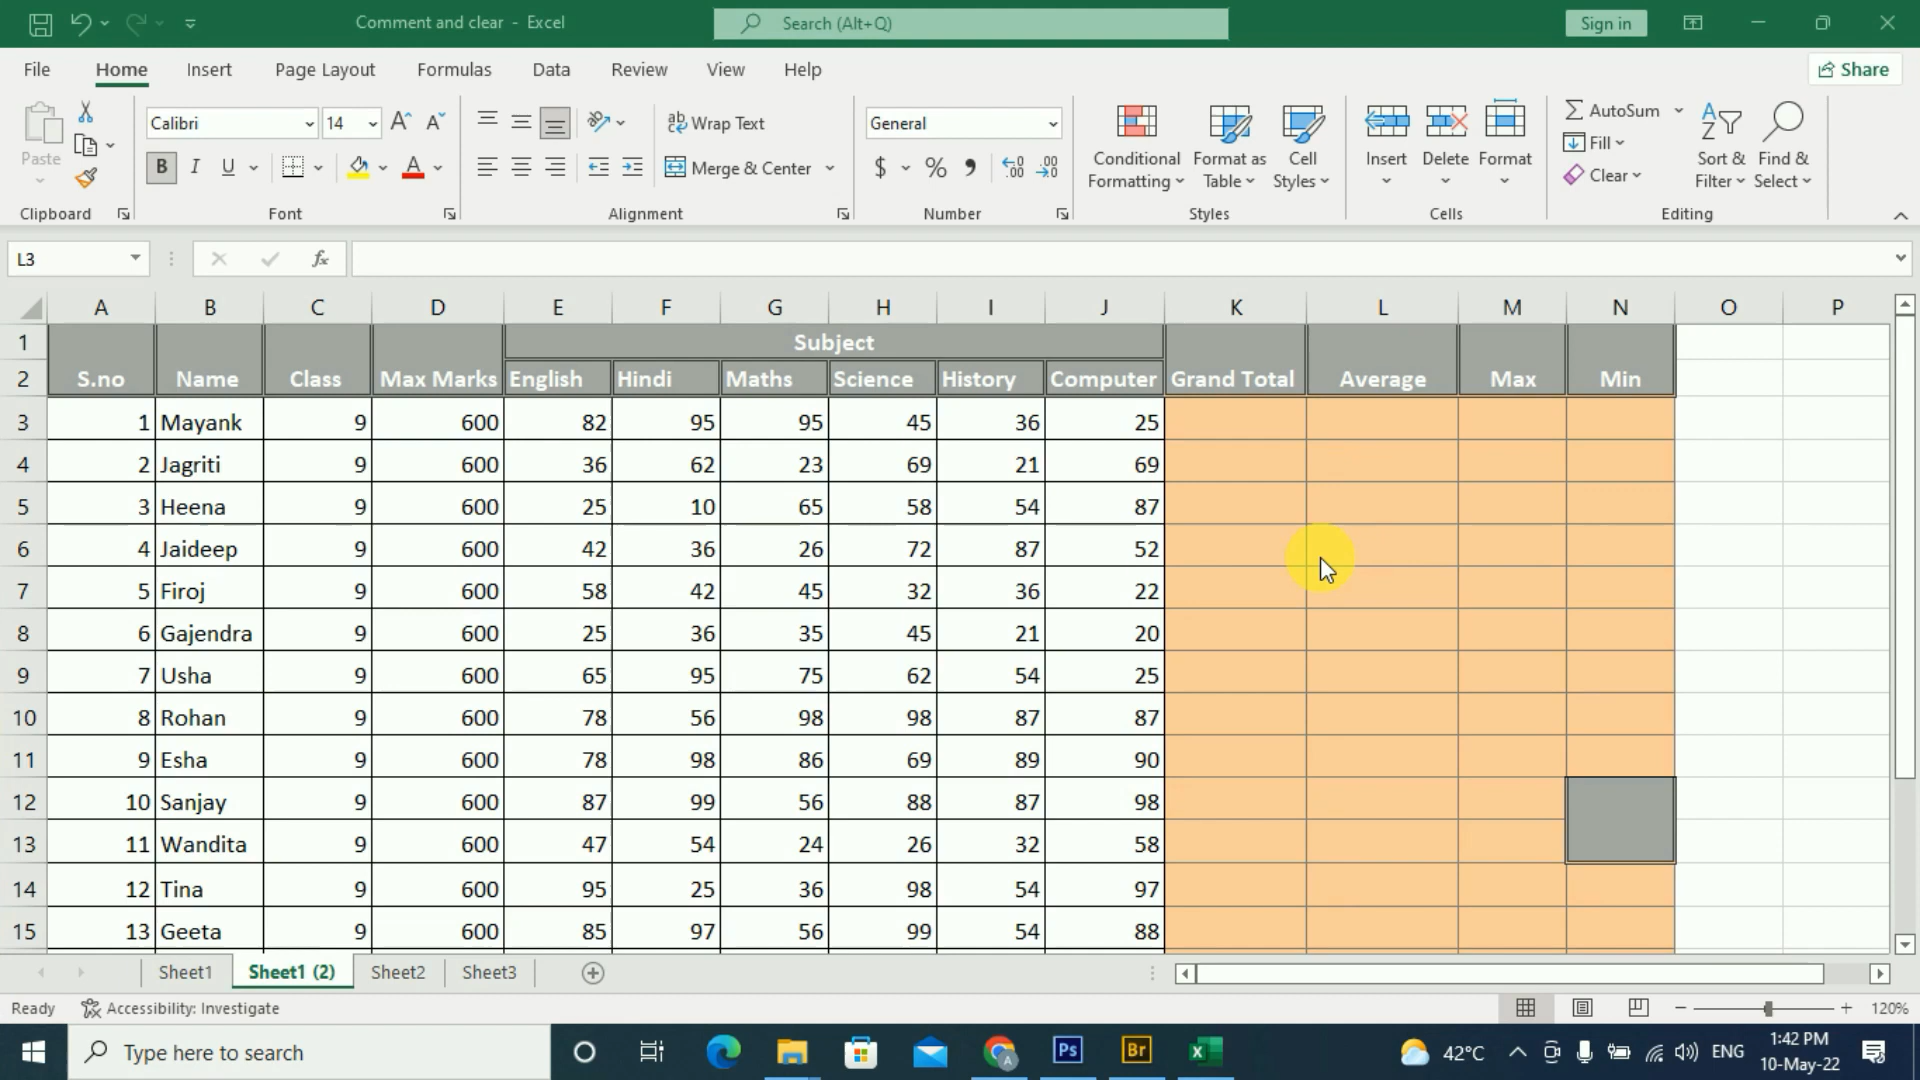 Comment and clear - Excel
Search (Alt+Q)
Sign in
File Home Insert Page Layout Formulas Data Review View Help
Share
Paste
Calibri 14
B I U A
ab Wrap Text
Merge & Center
General
$ %
Conditional Formatting
Format as Table
Cell Styles
Insert
Delete
Format
AutoSum
Fill
Clear
Sort & Filter
Find & Select
Clipboard Font Alignment Number Styles Cells Editing
L3 fx
A B C D E F G H I J K L M N O P
1 Subject
2 S.no Name Class Max Marks English Hindi Maths Science History Computer Grand Total Average Max Min
3 1 Mayank 9 600 82 95 95 45 36 25
4 2 Jagriti 9 600 36 62 23 69 21 69
5 3 Heena 9 600 25 10 65 58 54 87
6 4 Jaideep 9 600 42 36 26 72 87 52
7 5 Firoj 9 600 58 42 45 32 36 22
8 6 Gajendra 9 600 25 36 35 45 21 20
9 7 Usha 9 600 65 95 75 62 54 25
10 8 Rohan 9 600 78 56 98 98 87 87
11 9 Esha 9 600 78 98 86 69 89 90
12 10 Sanjay 9 600 87 99 56 88 87 98
13 11 Wandita 9 600 47 54 24 26 32 58
14 12 Tina 9 600 95 25 36 98 54 97
15 13 Geeta 9 600 85 97 56 99 54 88
Sheet1 Sheet1 (2) Sheet2 Sheet3
Ready Accessibility: Investigate 120%
Type here to search
Ps Br
42°C ENG
1:42 PM
10-May-22